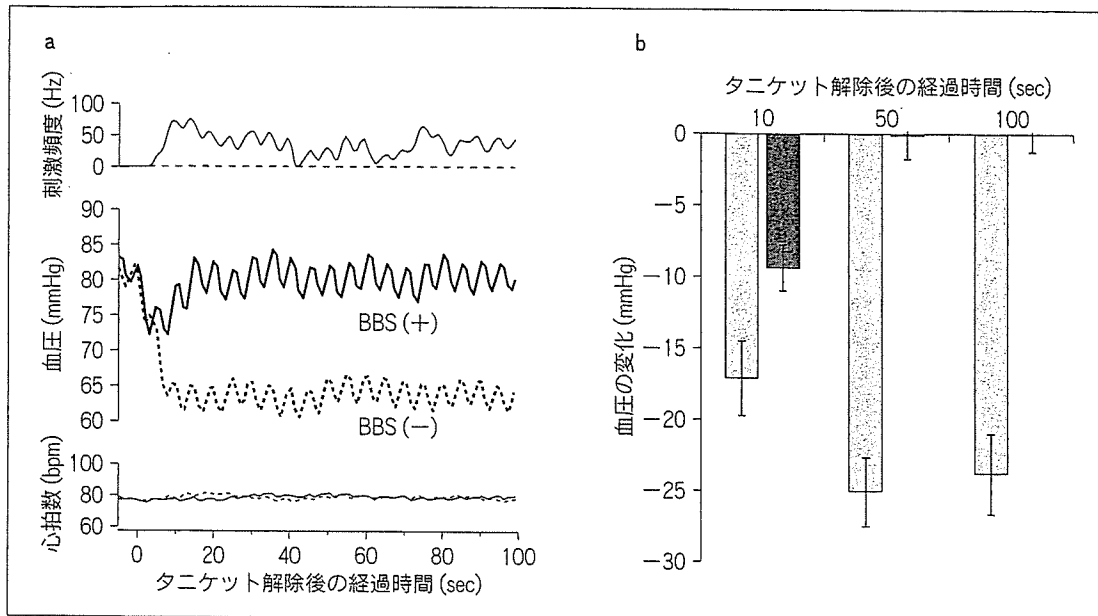 a
刺激頻度 (Hz)
100
50
0
血圧 (mmHg)
90
85
80
75
70
65
60
BBS (+)
BBS (−)
心拍数 (bpm)
100
80
60
0 20 40 60 80 100
タニケット解除後の経過時間 (sec)
b
タニケット解除後の経過時間 (sec)
10 50 100
血圧の変化 (mmHg)
0
−5
−10
−15
−20
−25
−30